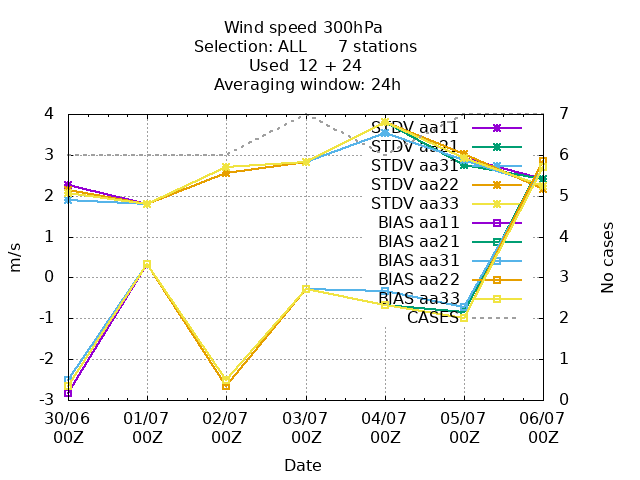 Wind speed 300hPa
Selection: ALL 7 stations
Used 12 + 24
Averaging window: 24h
4 7
STDV aa11
STDV aa21
3 6
STDV aa31
STDV aa22
2 5
STDV aa33
BIAS aa11
1 4
BIAS aa21
BIAS aa31
0 3
BIAS aa22
BIAS aa33
-1 2
CASES
-2 1
-3 0
m/s
No cases
30/06 01/07 02/07 03/07 04/07 05/07 06/07
00Z 00Z 00Z 00Z 00Z 00Z 00Z
Date